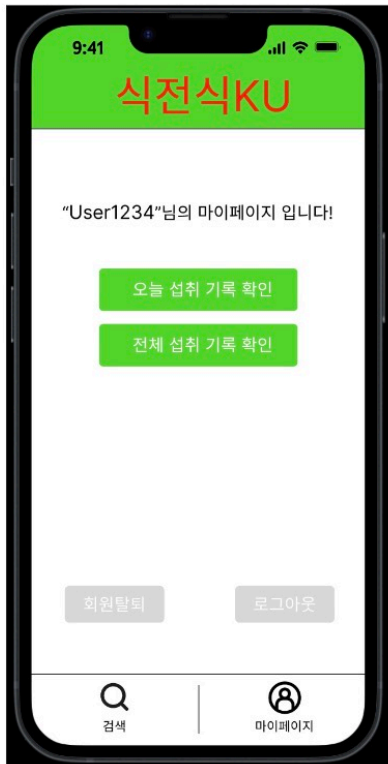 9:41
식전식KU
“User1234”님의 마이페이지 입니다!
오늘 섭취 기록 확인
전체 섭취 기록 확인
회원탈퇴 로그아웃
검색 마이페이지